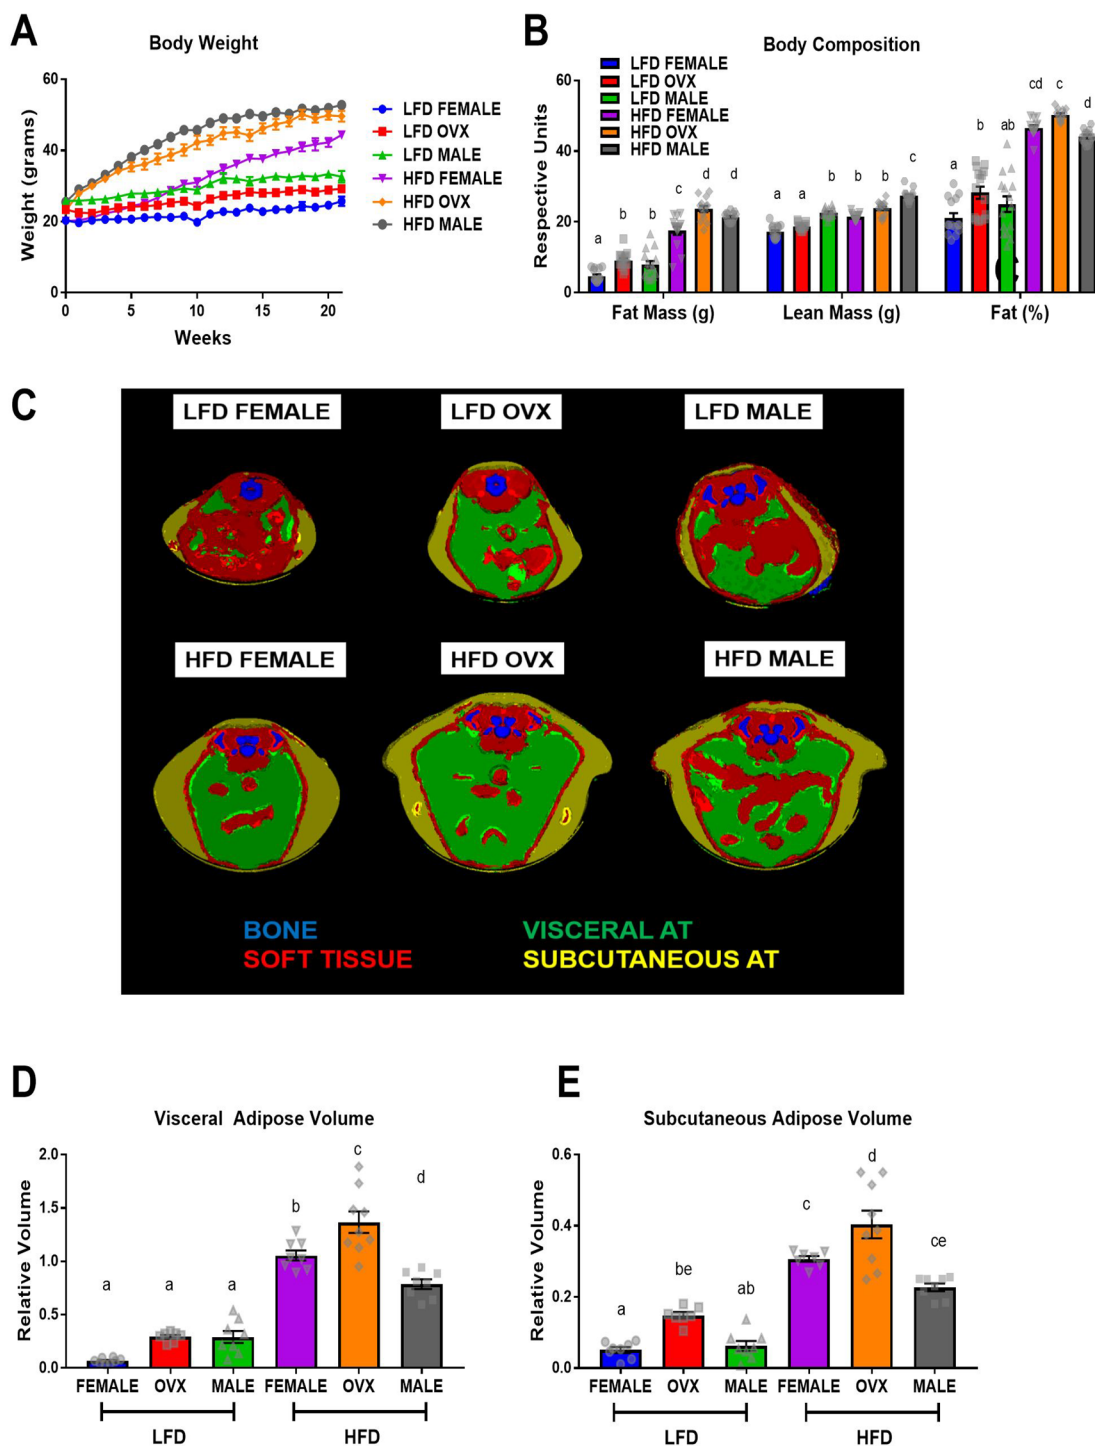 A
Body Weight
60
40
20
0
Weight (grams)
0 5 10 15 20
Weeks
LFD FEMALE
LFD OVX
LFD MALE
HFD FEMALE
HFD OVX
HFD MALE
B
Body Composition
LFD FEMALE
LFD OVX
LFD MALE
HFD FEMALE
HFD OVX
HFD MALE
60
40
20
0
Respective Units
a b b c d d
a a b b b c
a b ab cd c d
Fat Mass (g) Lean Mass (g) Fat (%)
C
LFD FEMALE LFD OVX LFD MALE
HFD FEMALE HFD OVX HFD MALE
BONE VISCERAL AT
SOFT TISSUE SUBCUTANEOUS AT
D
Visceral Adipose Volume
2.0
1.5
1.0
0.5
0.0
Relative Volume
a a a b c d
FEMALE OVX MALE FEMALE OVX MALE
LFD HFD
E
Subcutaneous Adipose Volume
0.6
0.4
0.2
0.0
Relative Volume
a be ab c d ce
FEMALE OVX MALE FEMALE OVX MALE
LFD HFD